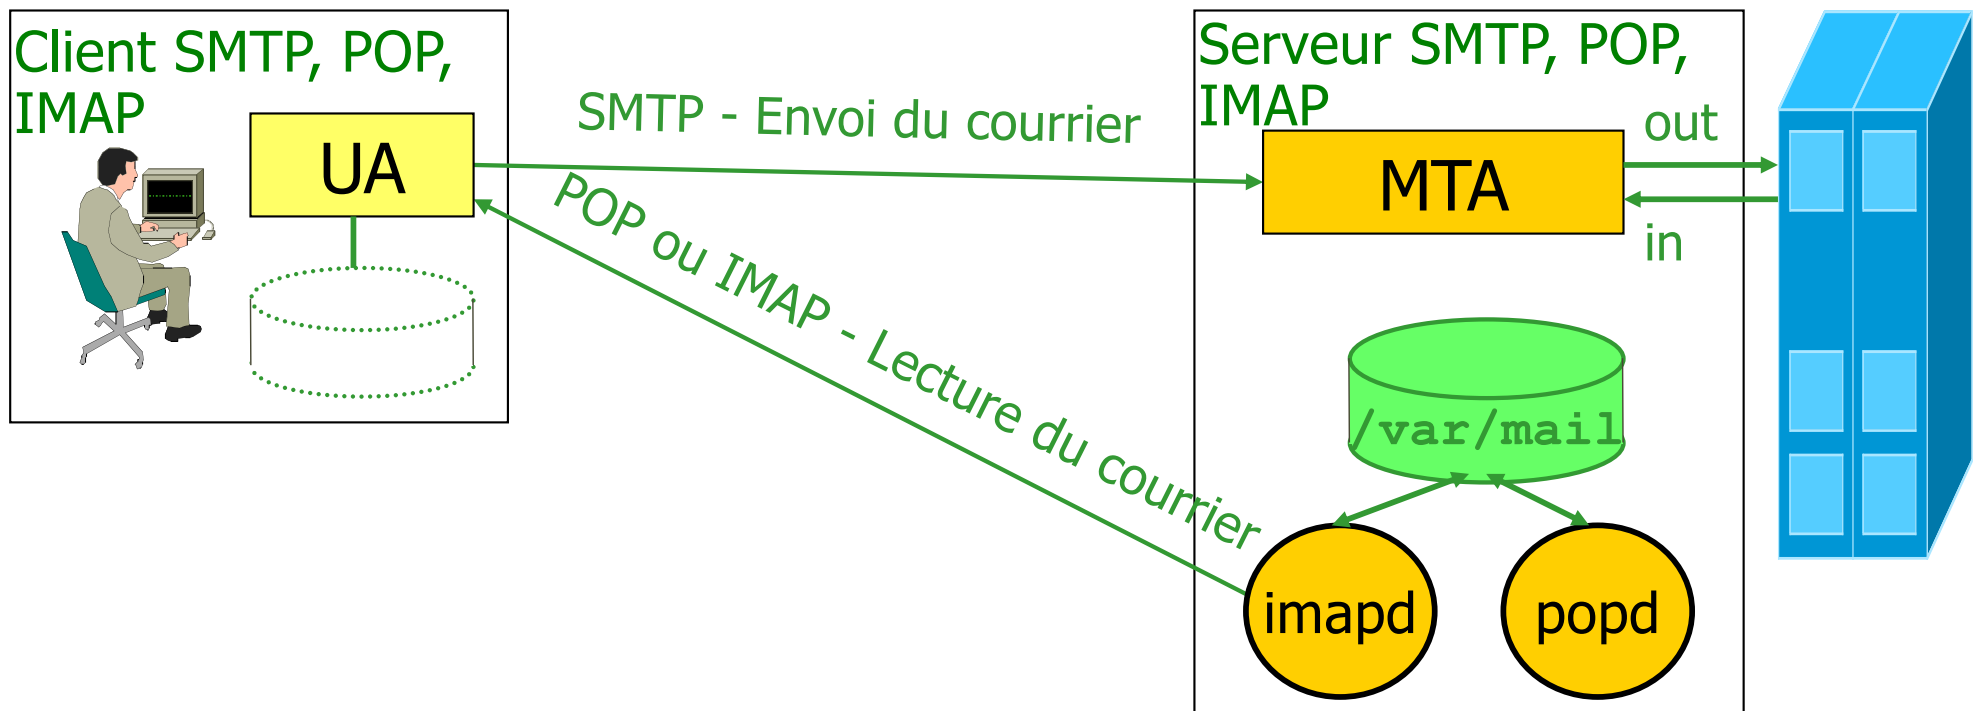 Client SMTP, POP,
IMAP
UA
SMTP - Envoi du courrier
POP ou IMAP - Lecture du courrier
Serveur SMTP, POP,
IMAP
MTA
out
in
/var/mail
imapd
popd